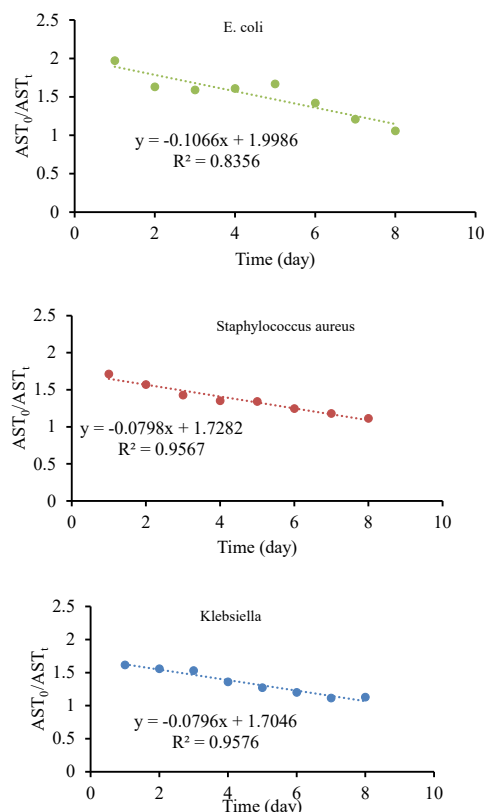 E. coli
2.5
2
1.5
1
0.5
0
AST₀/ASTₜ
y = -0.1066x + 1.9986
R² = 0.8356
0 2 4 6 8 10
Time (day)
Staphylococcus aureus
2.5
2
1.5
1
0.5
0
AST₀/ASTₜ
y = -0.0798x + 1.7282
R² = 0.9567
0 2 4 6 8 10
Time (day)
Klebsiella
2.5
2
1.5
1
0.5
0
AST₀/ASTₜ
y = -0.0796x + 1.7046
R² = 0.9576
0 2 4 6 8 10
Time (day)